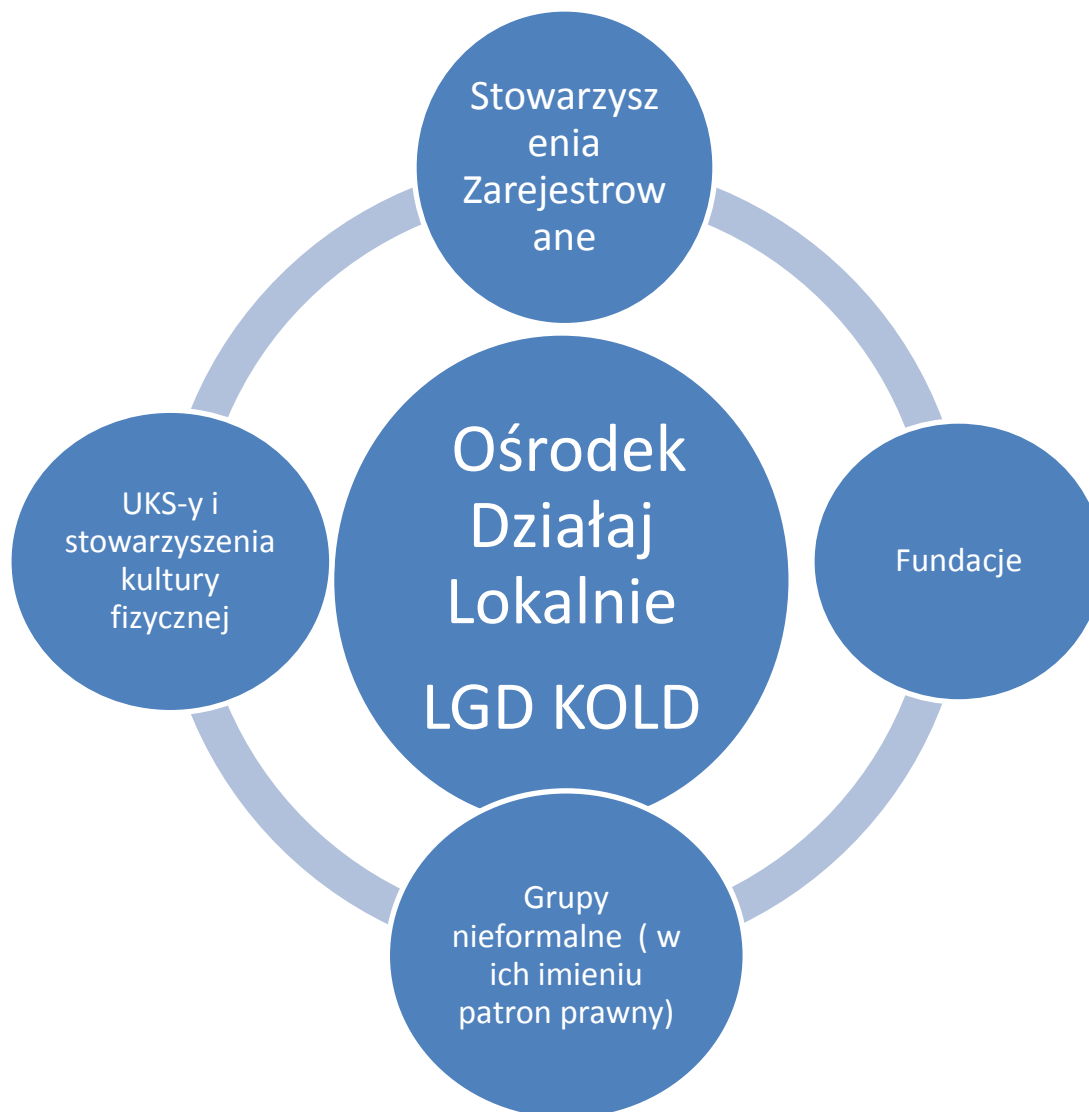 Stowarzysz
enia
Zarejestrow
ane
Ośrodek
Działaj
Lokalnie
LGD KOLD
UKS-y i
stowarzyszenia
kultury
fizycznej
Fundacje
Grupy
nieformalne ( w
ich imieniu
patron prawny)